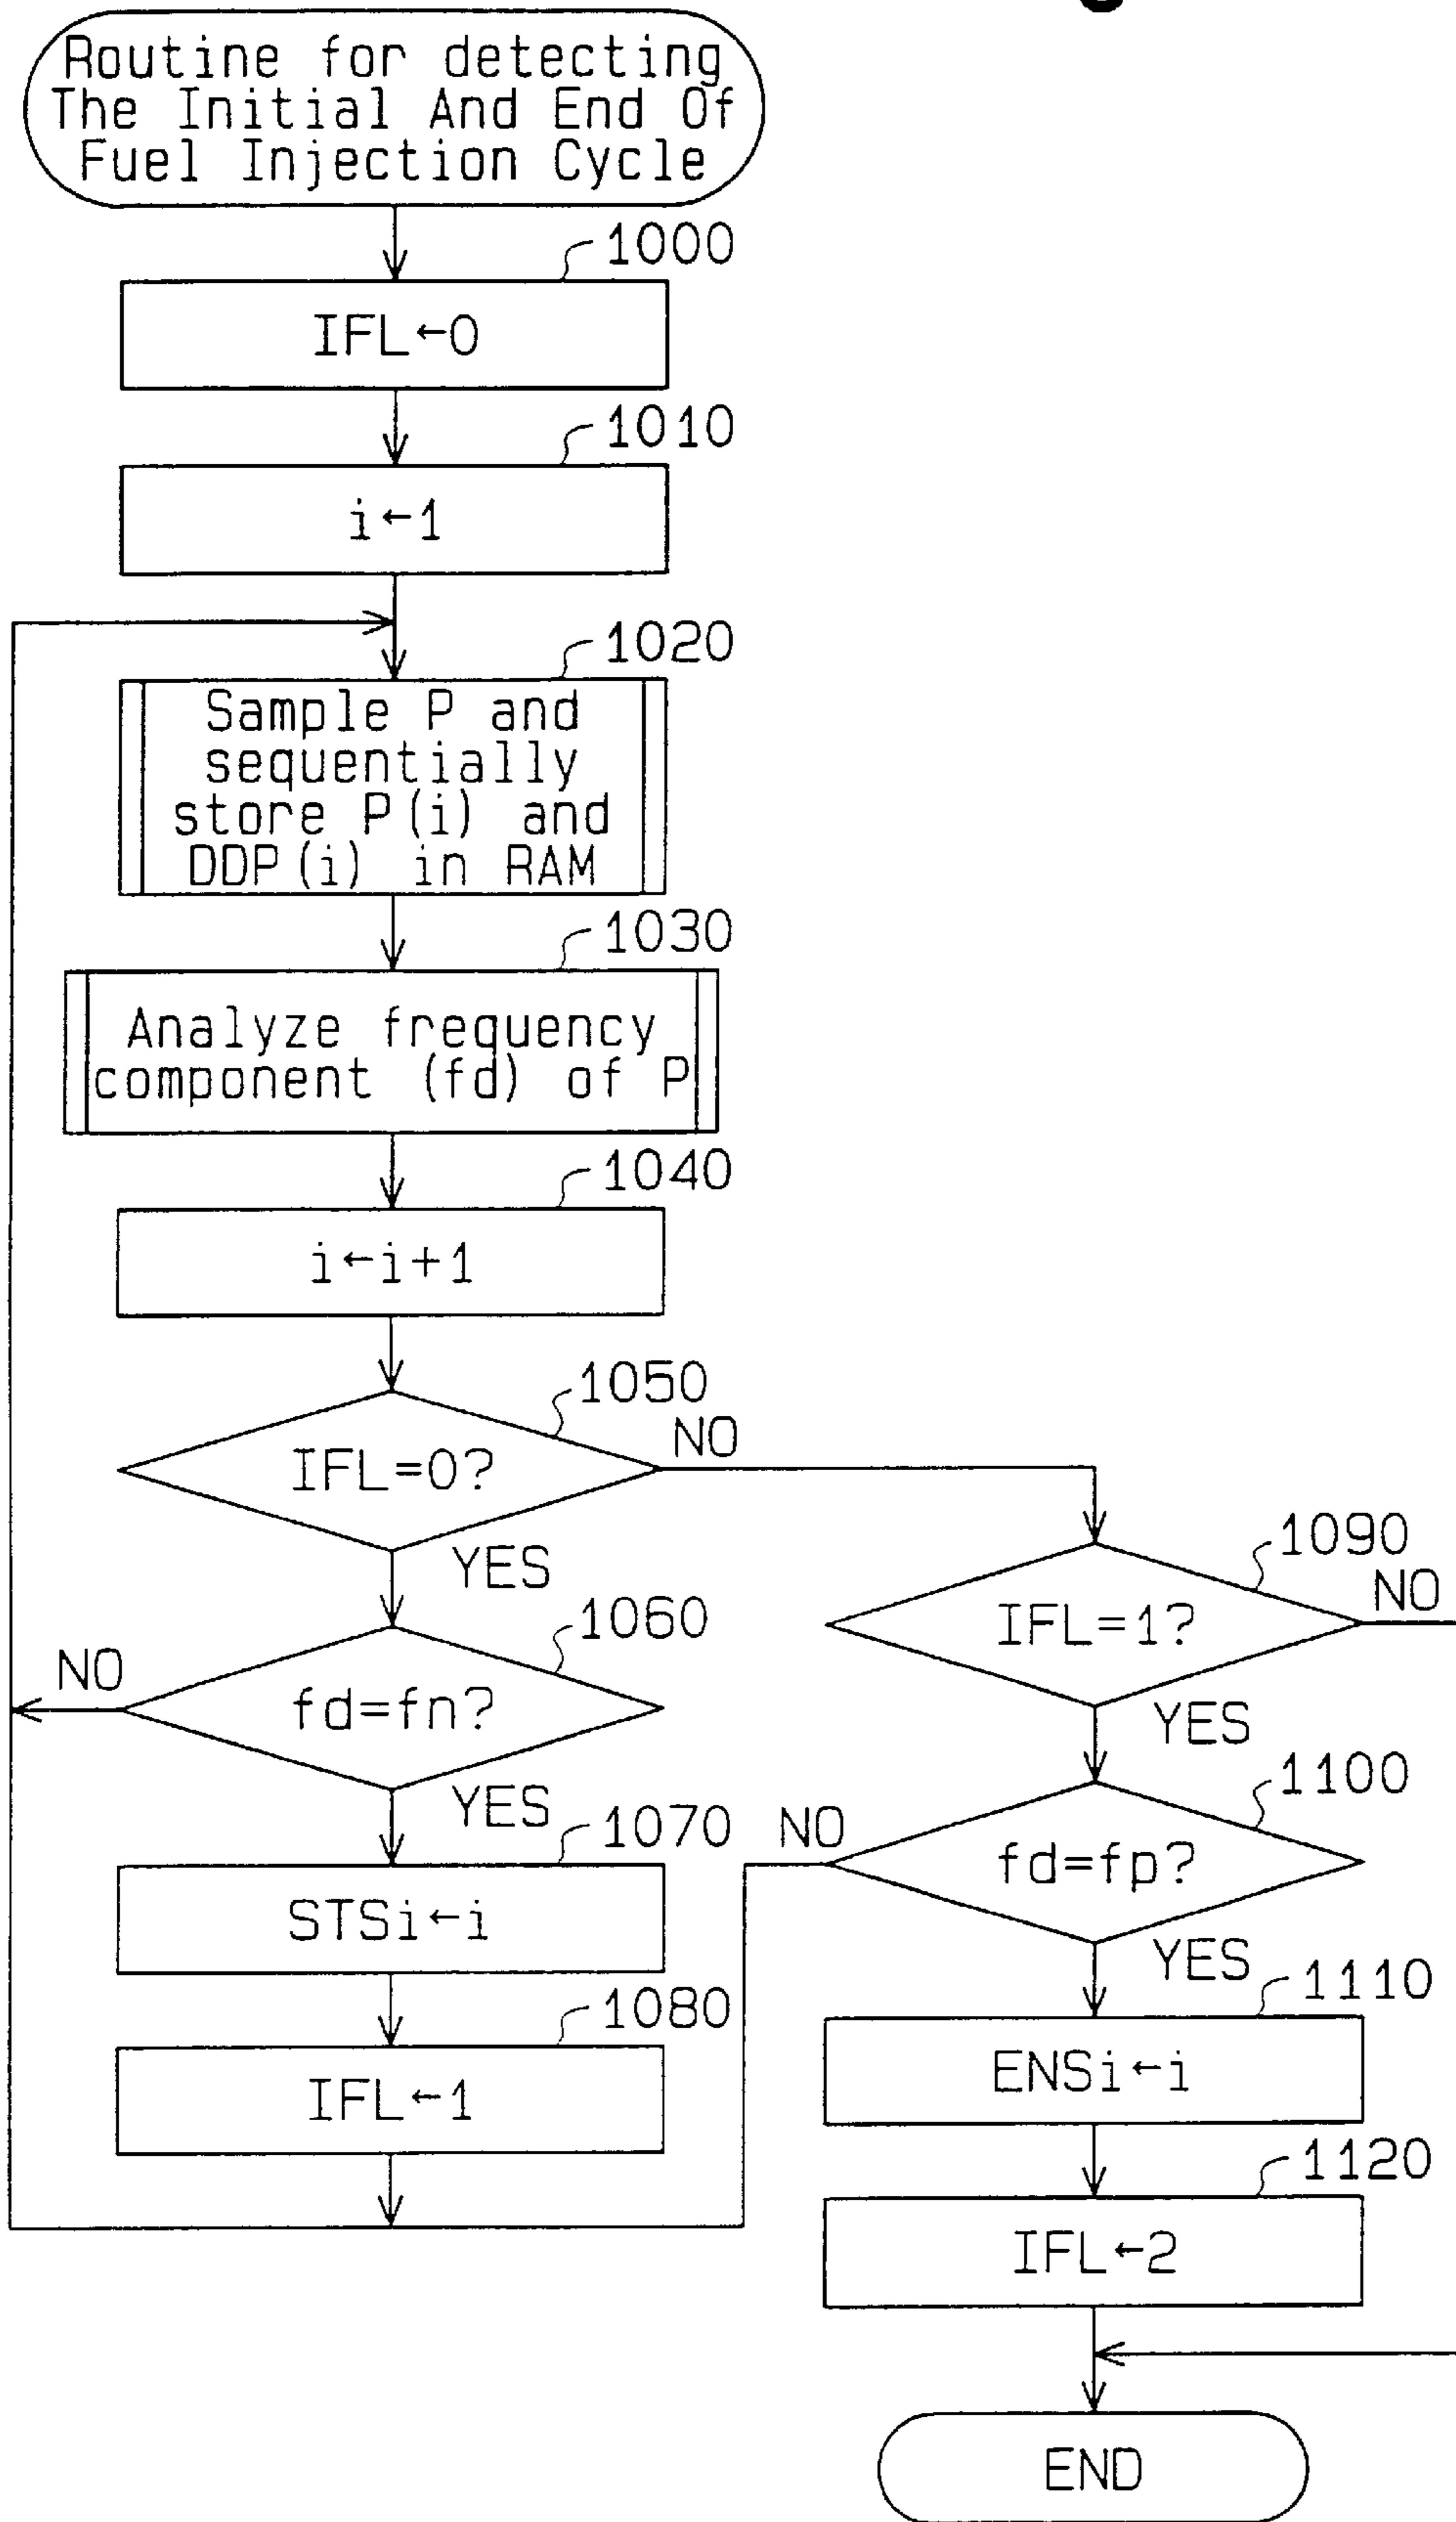 Routine for detecting
The Initial And End Of
Fuel Injection Cycle
1000
IFL←0
1010
i←1
1020
Sample P and
sequentially
store P(i) and
DDP(i) in RAM
1030
Analyze frequency
component (fd) of P
1040
i←i+1
1050
IFL=0?
NO
YES
1060
fd=fn?
NO
YES
1070
STSi←i
1080
IFL←1
1090
IFL=1?
NO
YES
1100
fd=fp?
NO
YES
1110
ENSi←i
1120
IFL←2
END